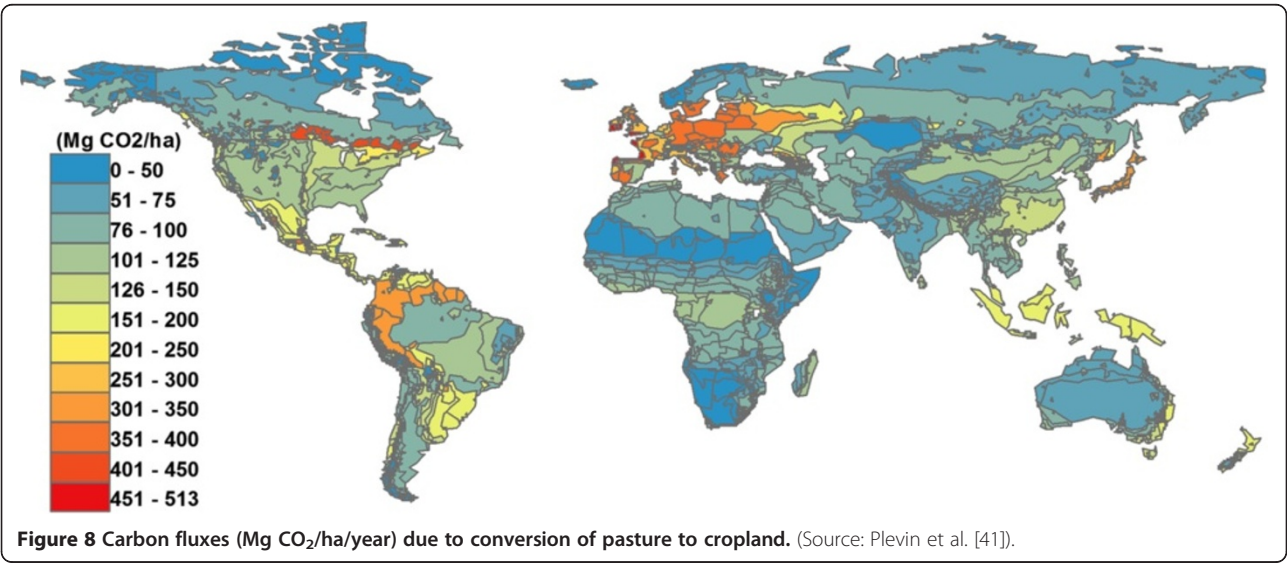 (Mg CO2/ha)
0 - 50
51 - 75
76 - 100
101 - 125
126 - 150
151 - 200
201 - 250
251 - 300
301 - 350
351 - 400
401 - 450
451 - 513
Figure 8 Carbon fluxes (Mg CO₂/ha/year) due to conversion of pasture to cropland. (Source: Plevin et al. [41]).